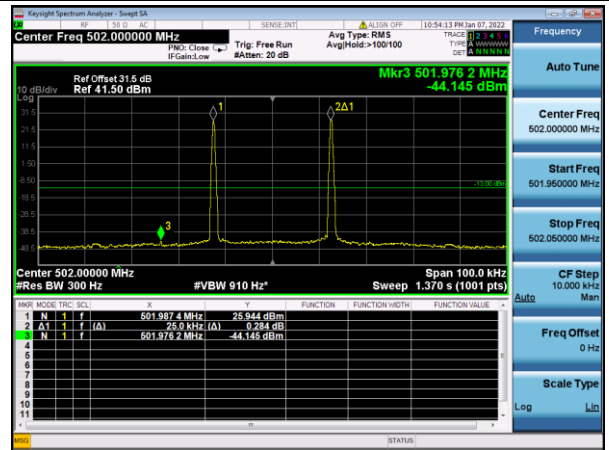 Keysight Spectrum Analyzer - Swept SA
RF 50 Ω AC SENSE:INT ALIGN OFF 10:54:13 PM Jan 07, 2022
Center Freq 502.000000 MHz
PNO: Close
IFGain:Low
Trig: Free Run
#Atten: 20 dB
Avg Type: RMS
Avg|Hold:>100/100
TRACE 1 2 3 4 5
TYPE A WWWWW
DET A N N N N N
Ref Offset 31.5 dB
Ref 41.50 dBm
10 dB/div
Log
Mkr3 501.976 2 MHz
-44.145 dBm
31.5
21.5
11.5
1.50
-8.50
-18.5
-28.5
-38.5
-48.5
1
2Δ1
3
-13.00 dBm
Center 502.00000 MHz Span 100.0 kHz
#Res BW 300 Hz #VBW 910 Hz* Sweep 1.370 s (1001 pts)
MKR MODE TRC SCL X Y FUNCTION FUNCTION WIDTH FUNCTION VALUE
1 N 1 f 501.987 4 MHz 25.944 dBm
2 Δ1 1 f (Δ) 25.0 kHz (Δ) 0.284 dB
3 N 1 f 501.976 2 MHz -44.145 dBm
4
5
6
7
8
9
10
11
MSG STATUS
Frequency
Auto Tune
Center Freq
502.000000 MHz
Start Freq
501.950000 MHz
Stop Freq
502.050000 MHz
CF Step
10.000 kHz
Auto Man
Freq Offset
0 Hz
Scale Type
Log Lin